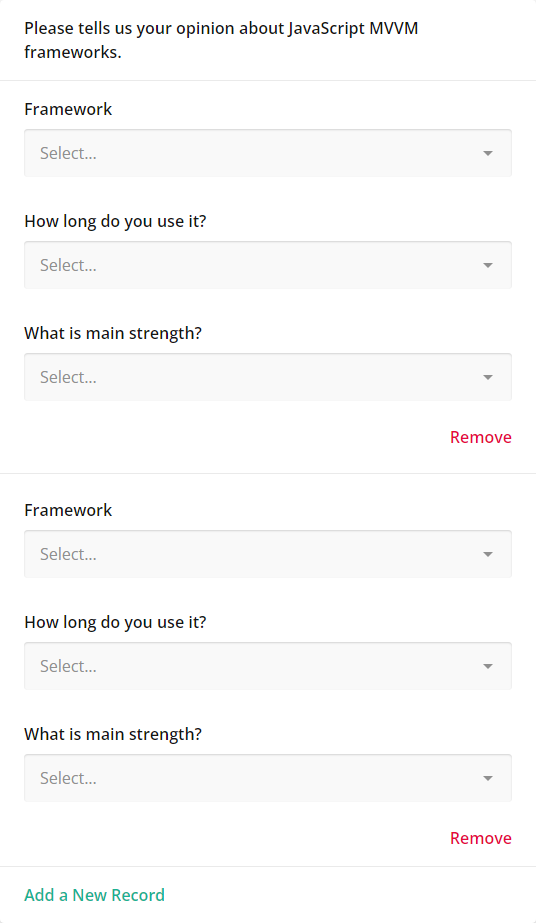 Please tells us your opinion about JavaScript MVVM
frameworks.
Framework
Select...
How long do you use it?
Select...
What is main strength?
Select...
Remove
Framework
Select...
How long do you use it?
Select...
What is main strength?
Select...
Remove
Add a New Record